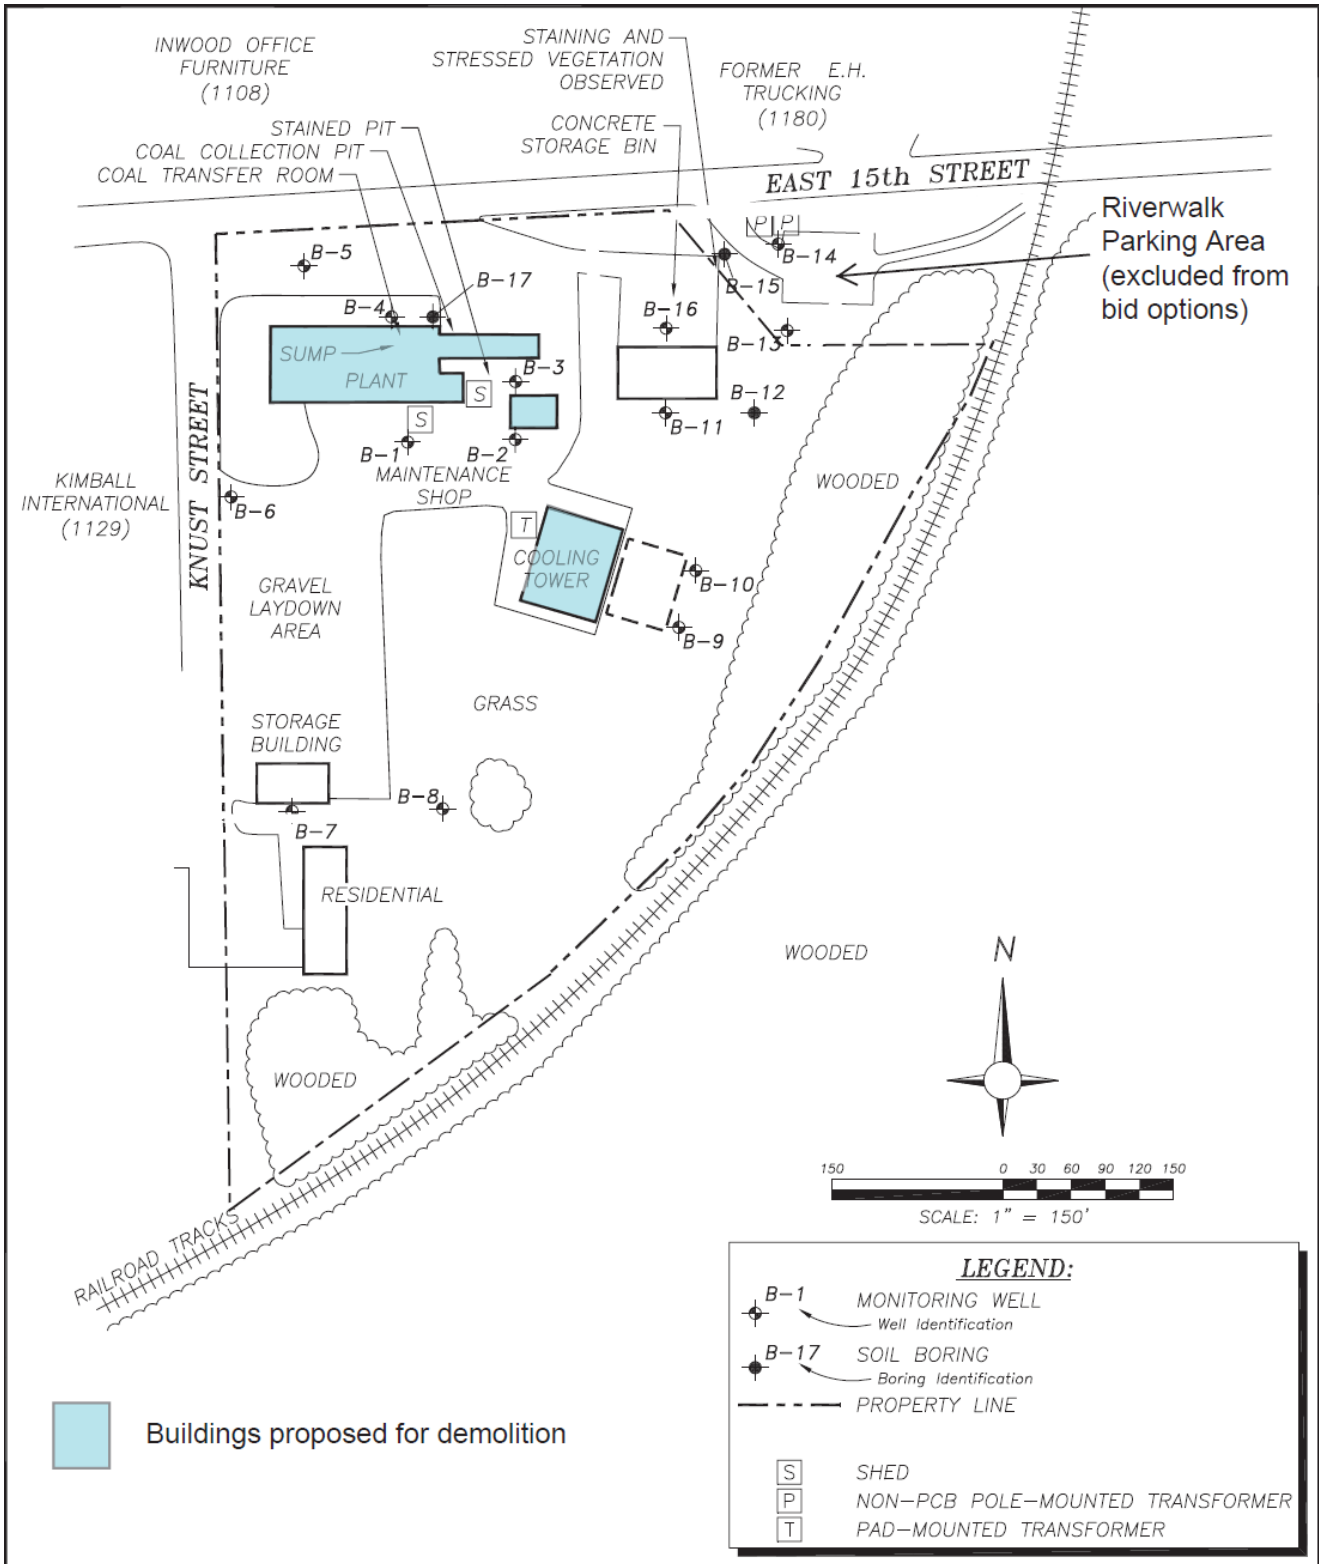 INWOOD OFFICE
FURNITURE
(1108)
STAINING AND
STRESSED VEGETATION
OBSERVED
FORMER E.H.
TRUCKING
(1180)
STAINED PIT
COAL COLLECTION PIT
COAL TRANSFER ROOM
CONCRETE
STORAGE BIN
EAST 15th STREET
Riverwalk
Parking Area
(excluded from
bid options)
P
P
B-5
B-14
B-15
B-17
B-4
B-16
B-13
SUMP
PLANT
B-3
S
S
B-12
B-11
B-1
B-2
MAINTENANCE
SHOP
KNUST STREET
KIMBALL
INTERNATIONAL
(1129)
B-6
WOODED
T
COOLING
TOWER
B-10
B-9
GRAVEL
LAYDOWN
AREA
GRASS
STORAGE
BUILDING
B-8
B-7
RESIDENTIAL
WOODED
N
WOODED
RAILROAD TRACKS
150 0 30 60 90 120 150
SCALE: 1" = 150'
LEGEND:
B-1 MONITORING WELL
Well Identification
B-17 SOIL BORING
Boring Identification
PROPERTY LINE
S SHED
P NON-PCB POLE-MOUNTED TRANSFORMER
T PAD-MOUNTED TRANSFORMER
Buildings proposed for demolition